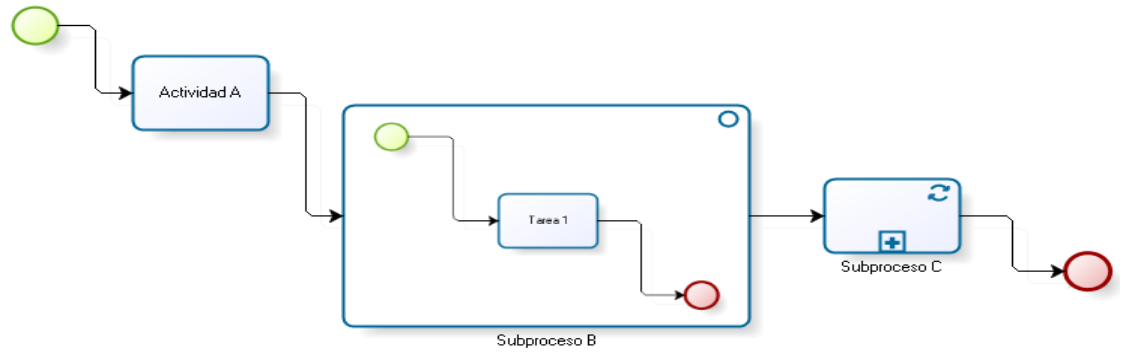 Actividad A
Tarea 1
Subproceso B
Subproceso C